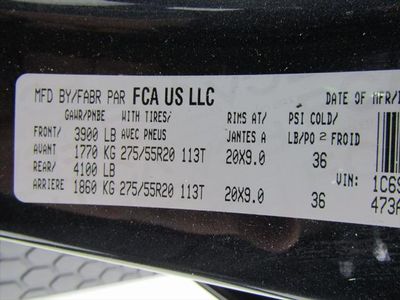 MFD BY/FABR PAR FCA US LLC DATE OF MFR/
GAWR/PNBE WITH TIRES/ RIMS AT/ PSI COLD/
FRONT/ 3900 LB AVEC PNEUS JANTES A LB/PO 2 FROID
AVANT 1770 KG 275/55R20 113T 20X9.0 36
REAR/ 4100 LB VIN: 1C6S
ARRIERE 1860 KG 275/55R20 113T 20X9.0 36 473A